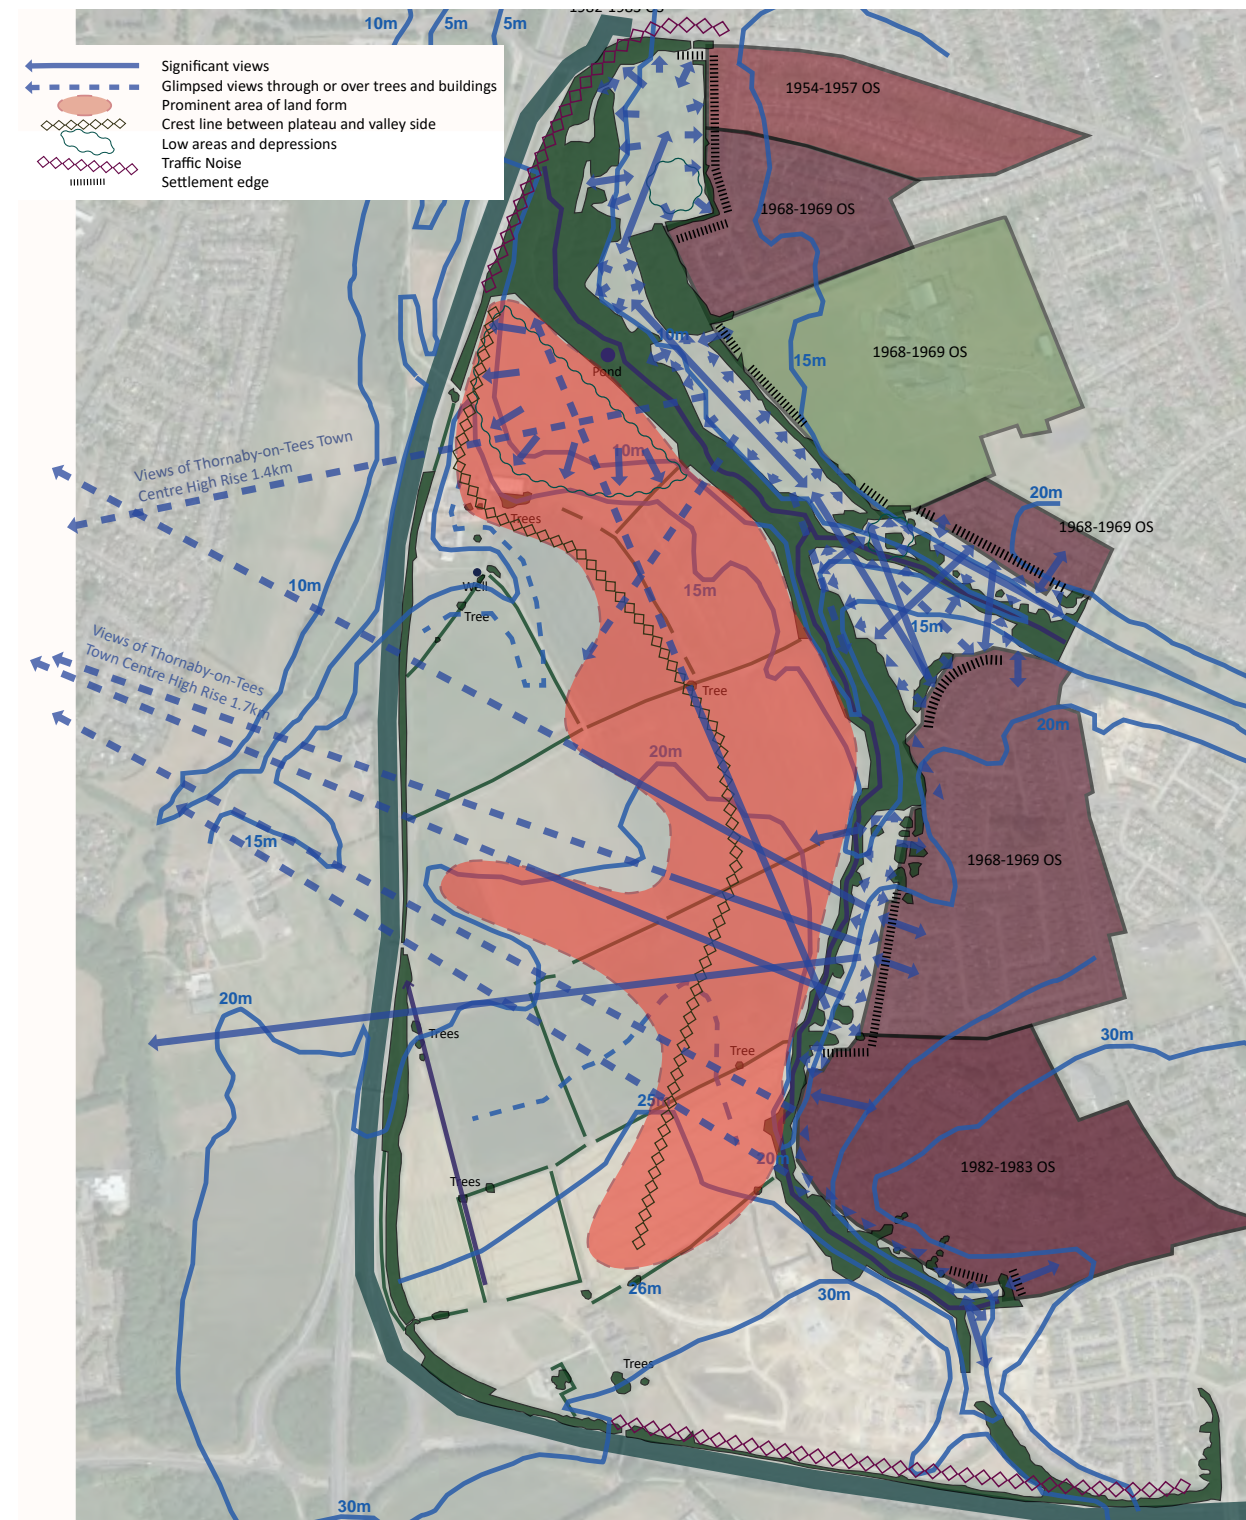 1982-1983 OS
10m
5m
5m
Significant views
Glimpsed views through or over trees and buildings
Prominent area of land form
Crest line between plateau and valley side
Low areas and depressions
Traffic Noise
Settlement edge
1954-1957 OS
1968-1969 OS
10m
15m
1968-1969 OS
Pond
Views of Thornaby-on-Tees Town
Centre High Rise 1.4km
10m
20m
Trees
1968-1969 OS
10m
Well
15m
Tree
15m
Views of Thornaby-on-Tees
Town Centre High Rise 1.7km
Tree
20m
20m
15m
1968-1969 OS
20m
Trees
30m
Tree
25m
20m
1982-1983 OS
Trees
26m
30m
Trees
30m